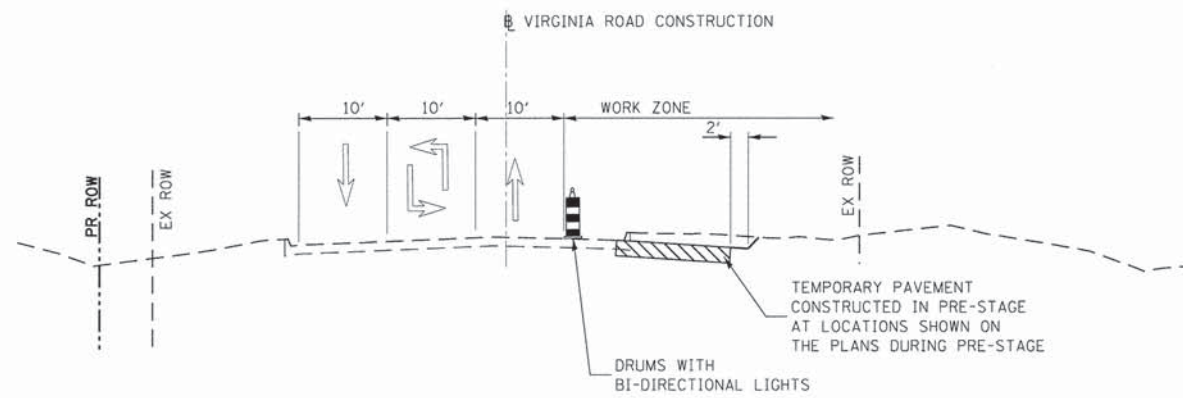 ℄ VIRGINIA ROAD CONSTRUCTION
10' 10' 10' WORK ZONE
2'
PR ROW
EX ROW
EX ROW
TEMPORARY PAVEMENT
CONSTRUCTED IN PRE-STAGE
AT LOCATIONS SHOWN ON
THE PLANS DURING PRE-STAGE
DRUMS WITH
BI-DIRECTIONAL LIGHTS